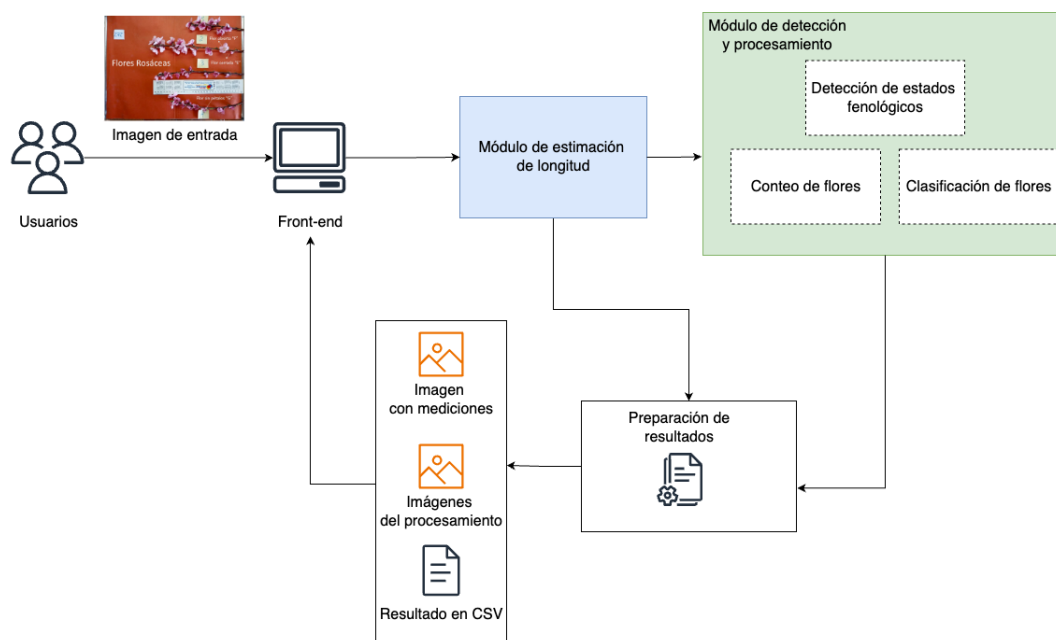 Flores Rosáceas
Imagen de entrada
Usuarios
Front-end
Módulo de estimación
de longitud
Módulo de detección
y procesamiento
Detección de estados
fenológicos
Conteo de flores
Clasificación de flores
Imagen
con mediciones
Imágenes
del procesamiento
Resultado en CSV
Preparación de
resultados